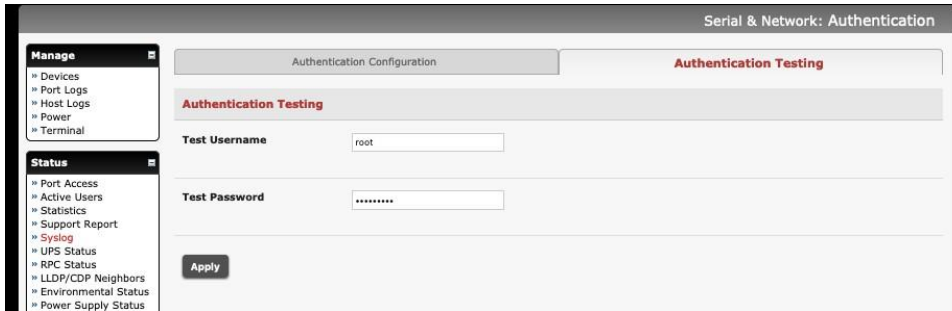 Serial & Network: Authentication
Manage
» Devices
» Port Logs
» Host Logs
» Power
» Terminal
Status
» Port Access
» Active Users
» Statistics
» Support Report
» Syslog
» UPS Status
» RPC Status
» LLDP/CDP Neighbors
» Environmental Status
» Power Supply Status
Authentication Configuration
Authentication Testing
Authentication Testing
Test Username
root
Test Password
•••••••••
Apply